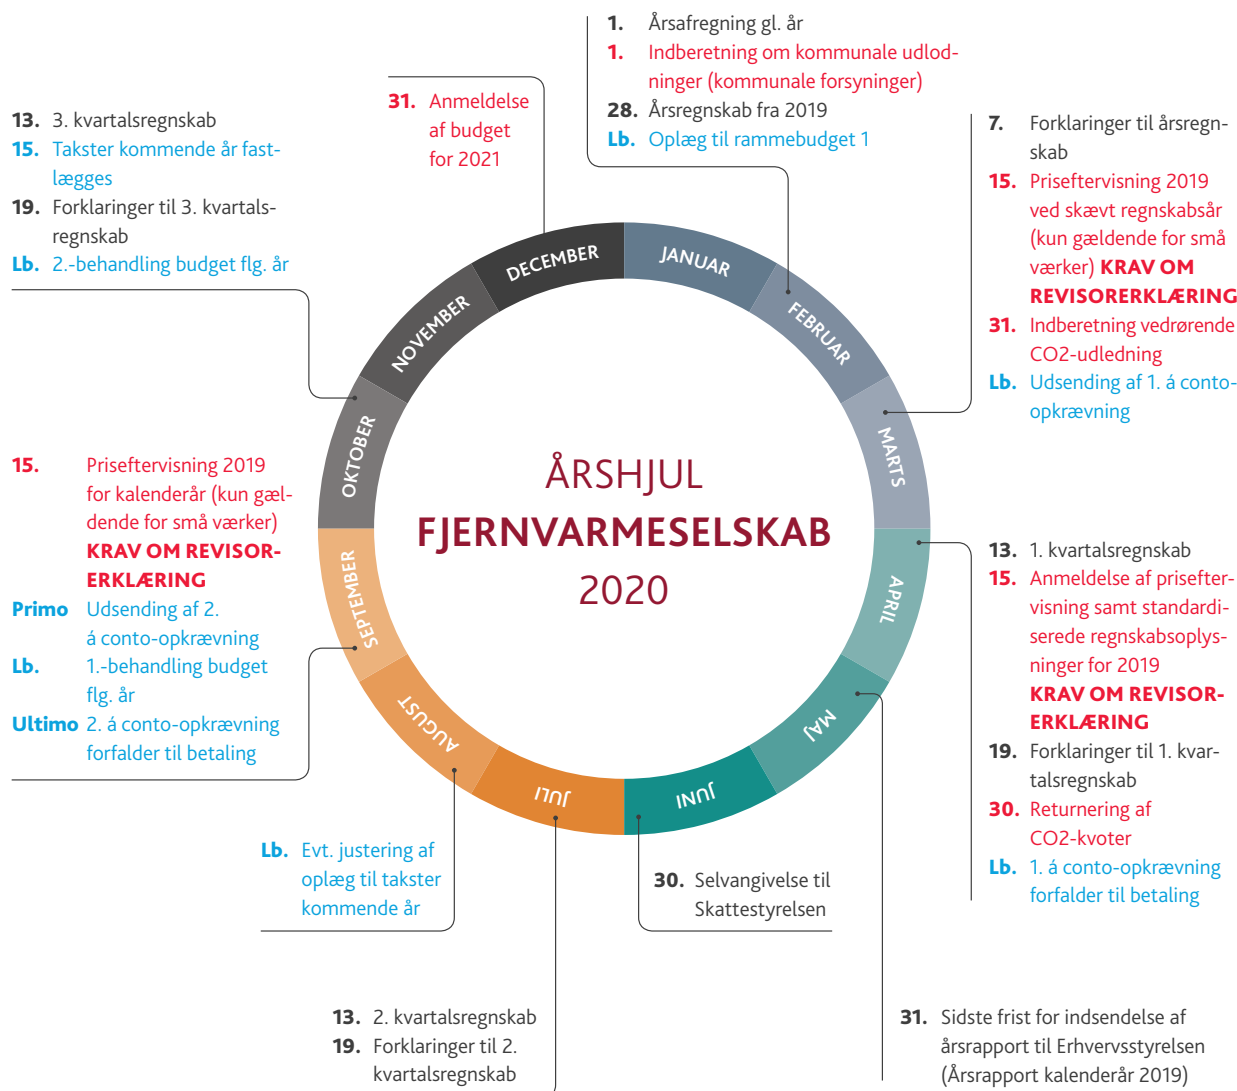 1. Årsafregning gl. år
1. Indberetning om kommunale udlod-
ninger (kommunale forsyninger)
28. Årsregnskab fra 2019
Lb. Oplæg til rammebudget 1
31. Anmeldelse
af budget
for 2021
13. 3. kvartalsregnskab
15. Takster kommende år fast-
lægges
19. Forklaringer til 3. kvartals-
regnskab
Lb. 2.-behandling budget flg. år
7. Forklaringer til årsregn-
skab
15. Priseftervisning 2019
ved skævt regnskabsår
(kun gældende for små
værker) KRAV OM
REVISORERKLÆRING
31. Indberetning vedrørende
CO2-udledning
Lb. Udsending af 1. á conto-
opkrævning
DECEMBER
JANUAR
FEBRUAR
MARTS
APRIL
MAJ
JUNI
JULI
AUGUST
SEPTEMBER
OKTOBER
NOVEMBER
ÅRSHJUL
FJERNVARMESELSKAB
2020
15. Priseftervisning 2019
for kalenderår (kun gæl-
dende for små værker)
KRAV OM REVISOR-
ERKLÆRING
Primo Udsending af 2.
á conto-opkrævning
Lb. 1.-behandling budget
flg. år
Ultimo 2. á conto-opkrævning
forfalder til betaling
13. 1. kvartalsregnskab
15. Anmeldelse af priseftер-
visning samt standardi-
serede regnskabsoplys-
ninger for 2019
KRAV OM REVISOR-
ERKLÆRING
19. Forklaringer til 1. kvar-
talsregnskab
30. Returnering af
CO2-kvoter
Lb. 1. á conto-opkrævning
forfalder til betaling
Lb. Evt. justering af
oplæg til takster
kommende år
30. Selvangivelse til
Skattestyrelsen
13. 2. kvartalsregnskab
19. Forklaringer til 2.
kvartalsregnskab
31. Sidste frist for indsendelse af
årsrapport til Erhvervsstyrelsen
(Årsrapport kalenderår 2019)